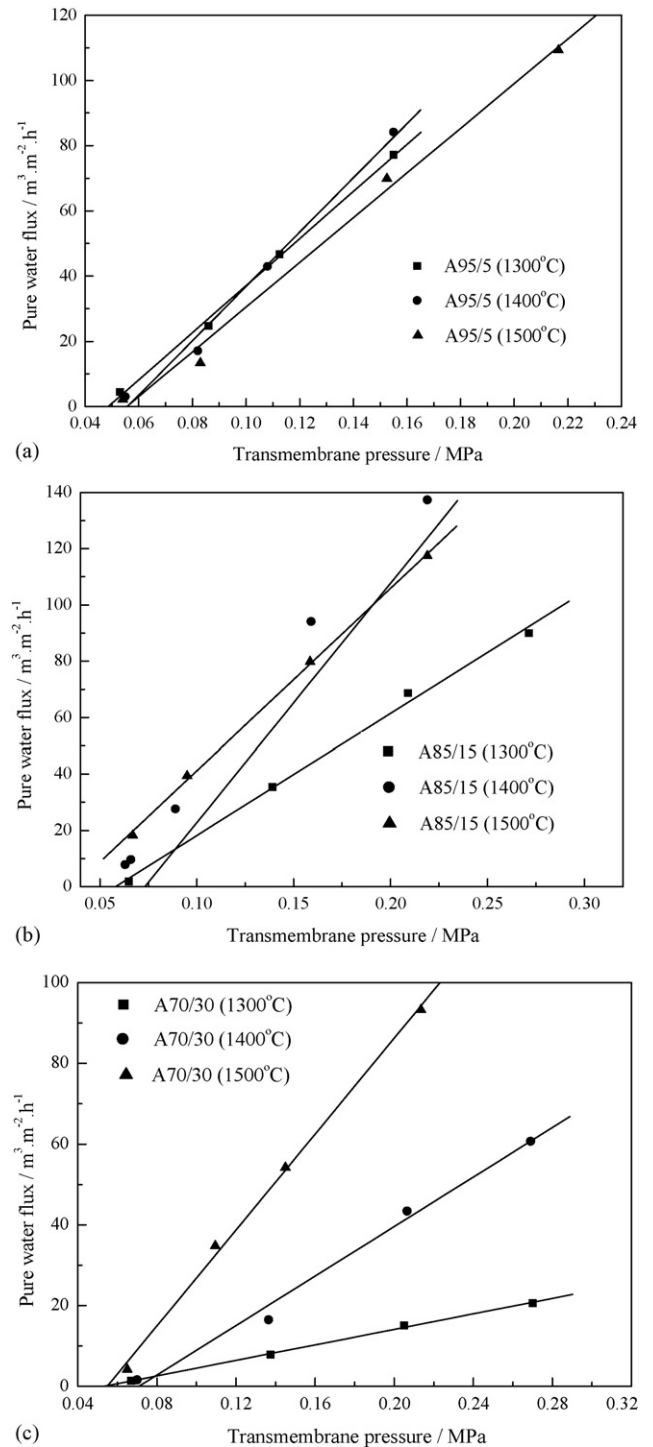 120
100
80
60
40
20
0
Pure water flux / m³.m⁻².h⁻¹
A95/5 (1300°C)
A95/5 (1400°C)
A95/5 (1500°C)
0.04 0.06 0.08 0.10 0.12 0.14 0.16 0.18 0.20 0.22 0.24
(a)
Transmembrane pressure / MPa
140
120
100
80
60
40
20
0
Pure water flux / m³.m⁻².h⁻¹
A85/15 (1300°C)
A85/15 (1400°C)
A85/15 (1500°C)
0.05 0.10 0.15 0.20 0.25 0.30
(b)
Transmembrane pressure / MPa
100
80
60
40
20
0
Pure water flux / m³.m⁻².h⁻¹
A70/30 (1300°C)
A70/30 (1400°C)
A70/30 (1500°C)
0.04 0.08 0.12 0.16 0.20 0.24 0.28 0.32
(c)
Transmembrane pressure / MPa